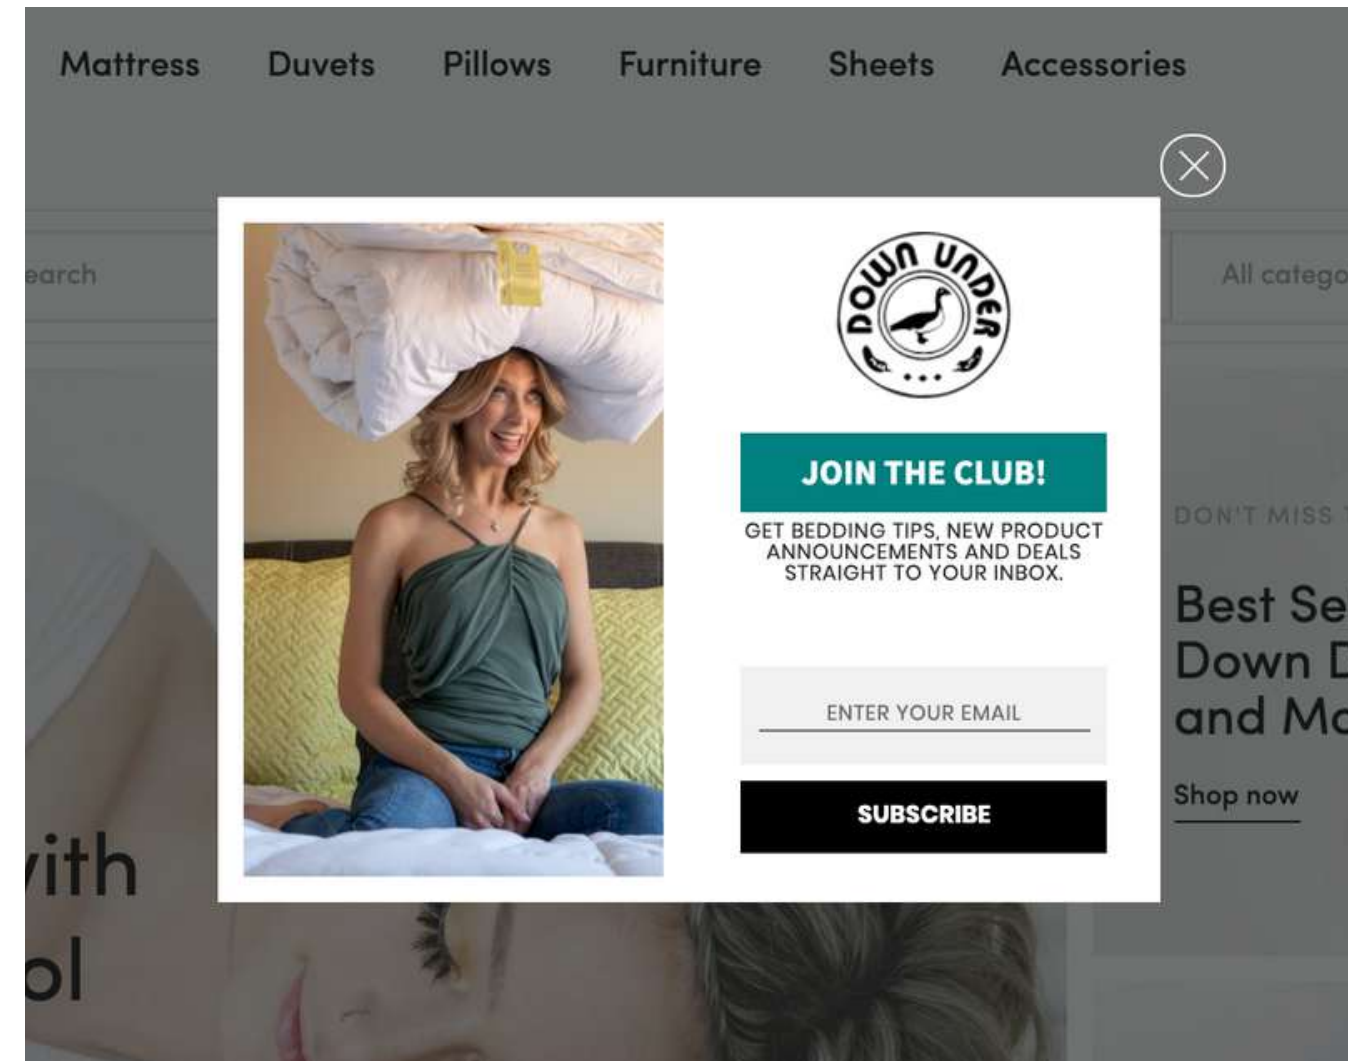 Mattress Duvets Pillows Furniture Sheets Accessories
earch
All catego
DOWN UNDER
JOIN THE CLUB!
GET BEDDING TIPS, NEW PRODUCT
ANNOUNCEMENTS AND DEALS
STRAIGHT TO YOUR INBOX.
ENTER YOUR EMAIL
SUBSCRIBE
DON'T MISS
Best Se
Down D
and Mo
Shop now
with
ol